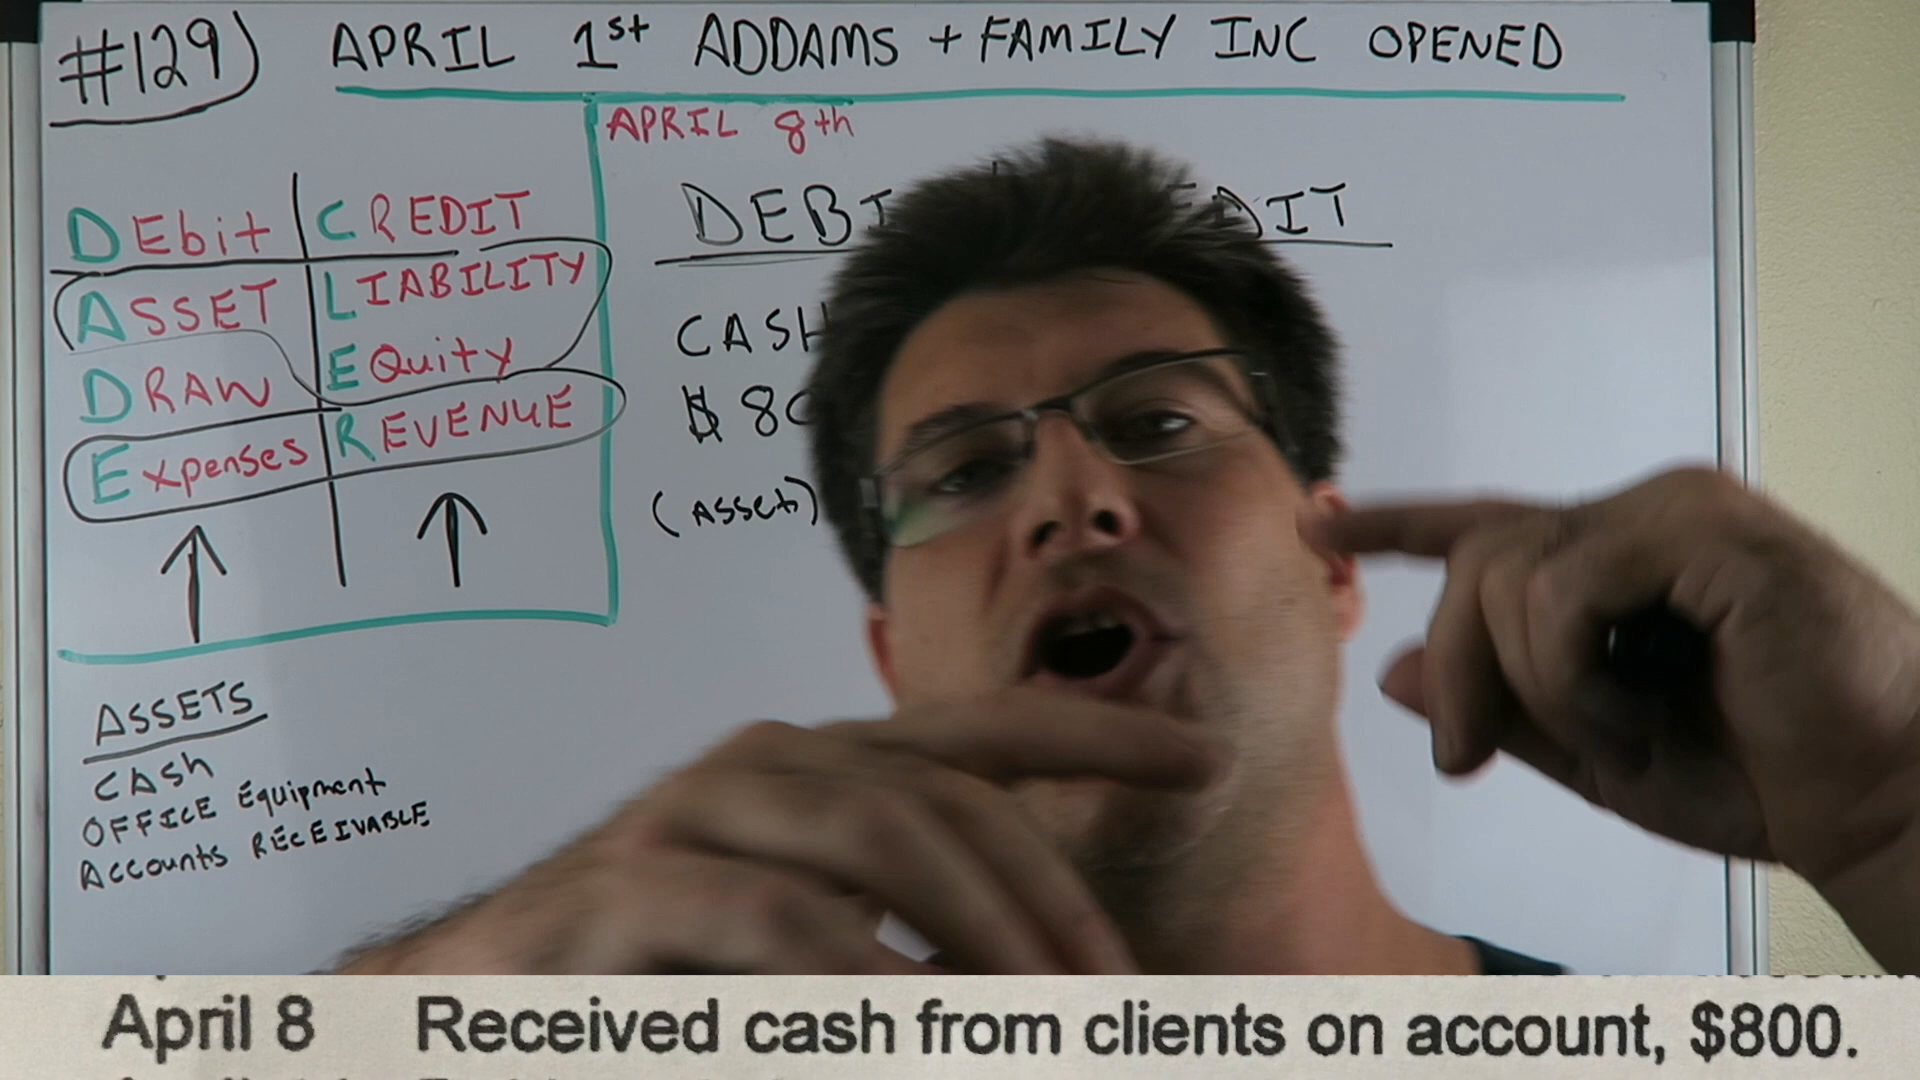 #129) APRIL 1st ADDAMS + FAMILY INC OPENED
APRIL 8th
DEbit CREDIT
ASSET LIABILITY
DRAW EQuity
Expenses REVENUE
CASH
(Asset)
ASSETS
CASh
OFFICE Equipment
Accounts RECEIVABLE
April 8 Received cash from clients on account, $800.